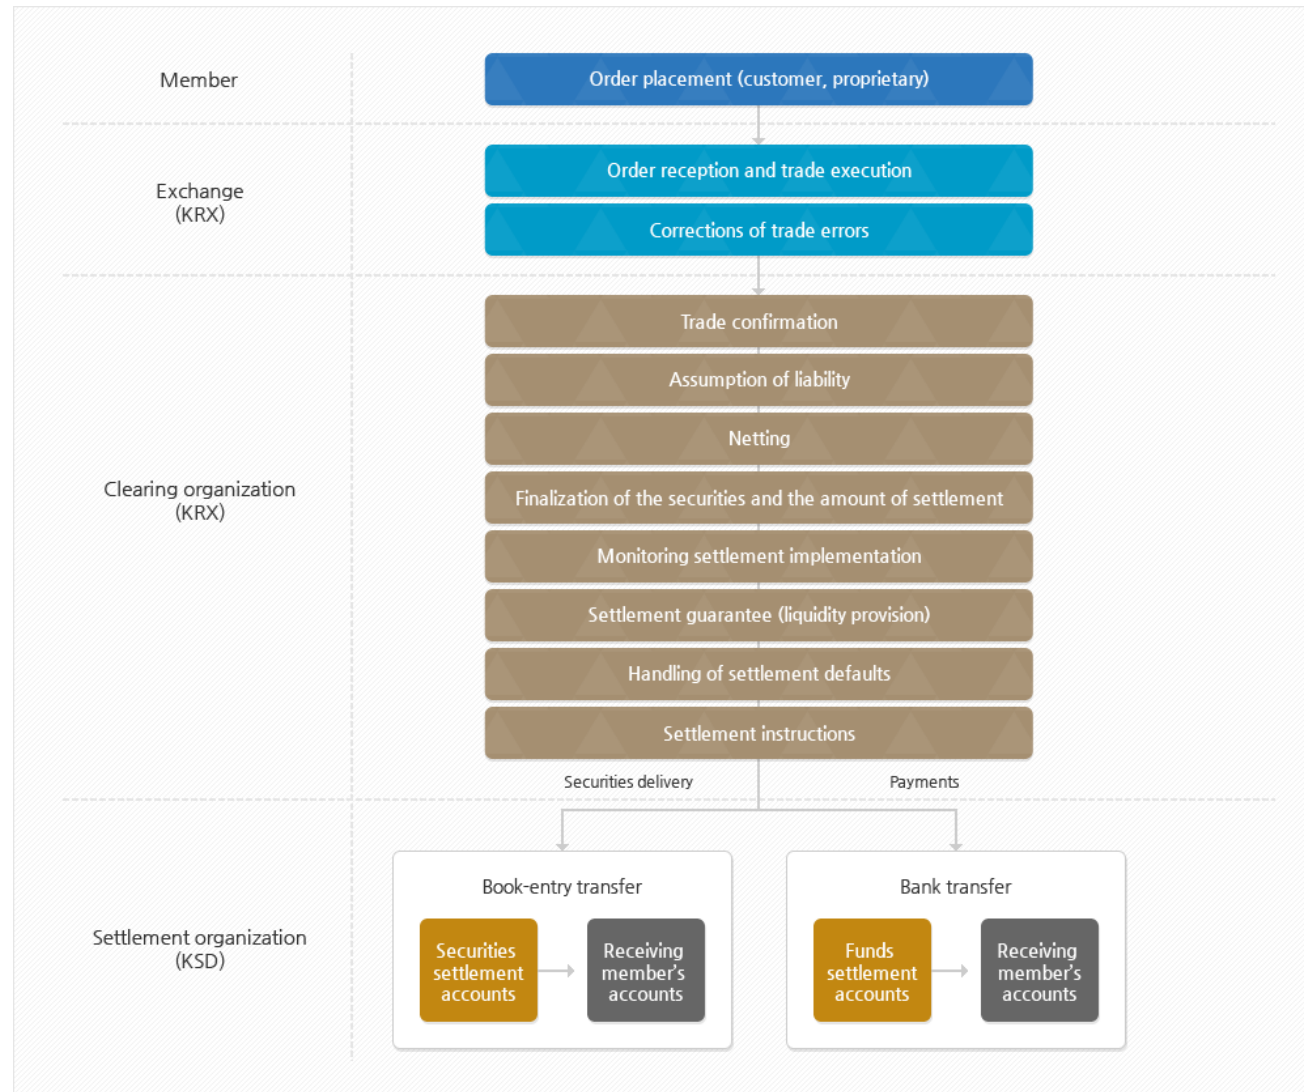 Member
Order placement (customer, proprietary)
Exchange
(KRX)
Order reception and trade execution
Corrections of trade errors
Clearing organization
(KRX)
Trade confirmation
Assumption of liability
Netting
Finalization of the securities and the amount of settlement
Monitoring settlement implementation
Settlement guarantee (liquidity provision)
Handling of settlement defaults
Settlement instructions
Securities delivery
Payments
Settlement organization
(KSD)
Book-entry transfer
Securities
settlement
accounts
Receiving
member's
accounts
Bank transfer
Funds
settlement
accounts
Receiving
member's
accounts